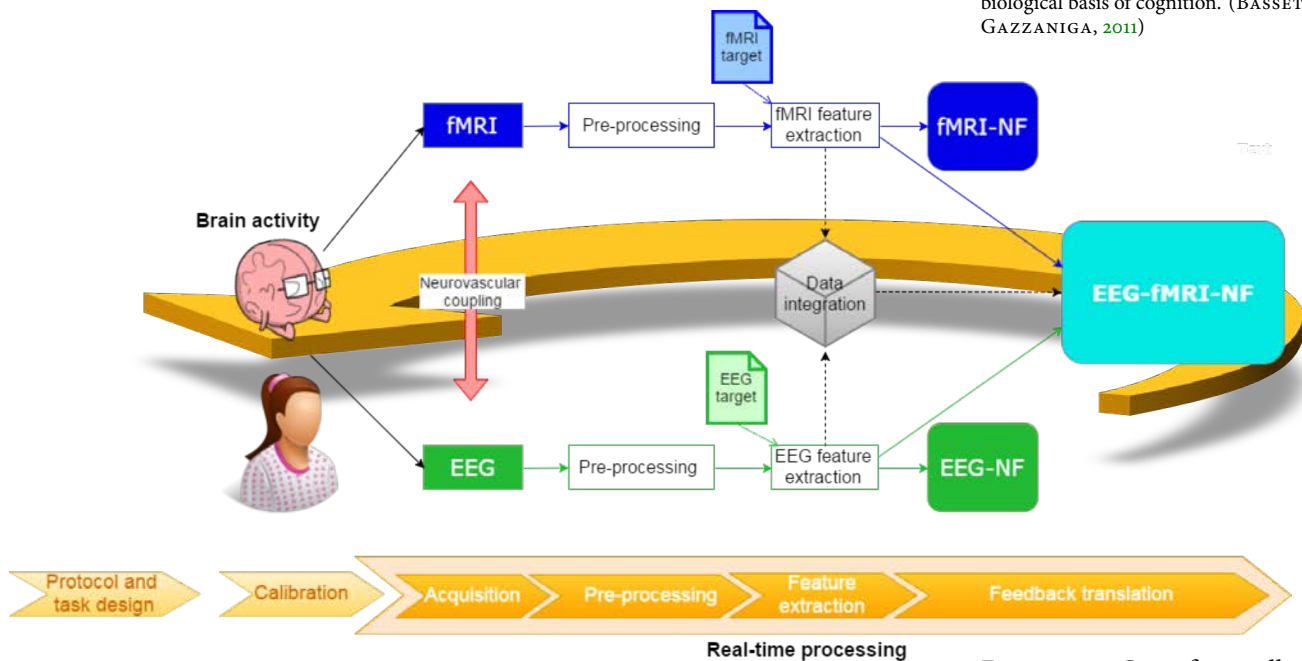 biological basis of cognition. (BASSET
GAZZANIGA, 2011)
fMRI
target
fMRI
Pre-processing
fMRI feature
extraction
fMRI-NF
Text
Brain activity
Neurovascular
coupling
Data
integration
EEG-fMRI-NF
EEG
target
EEG
Pre-processing
EEG feature
extraction
EEG-NF
Protocol and
task design
Calibration
Acquisition
Pre-processing
Feature
extraction
Feedback translation
Real-time processing